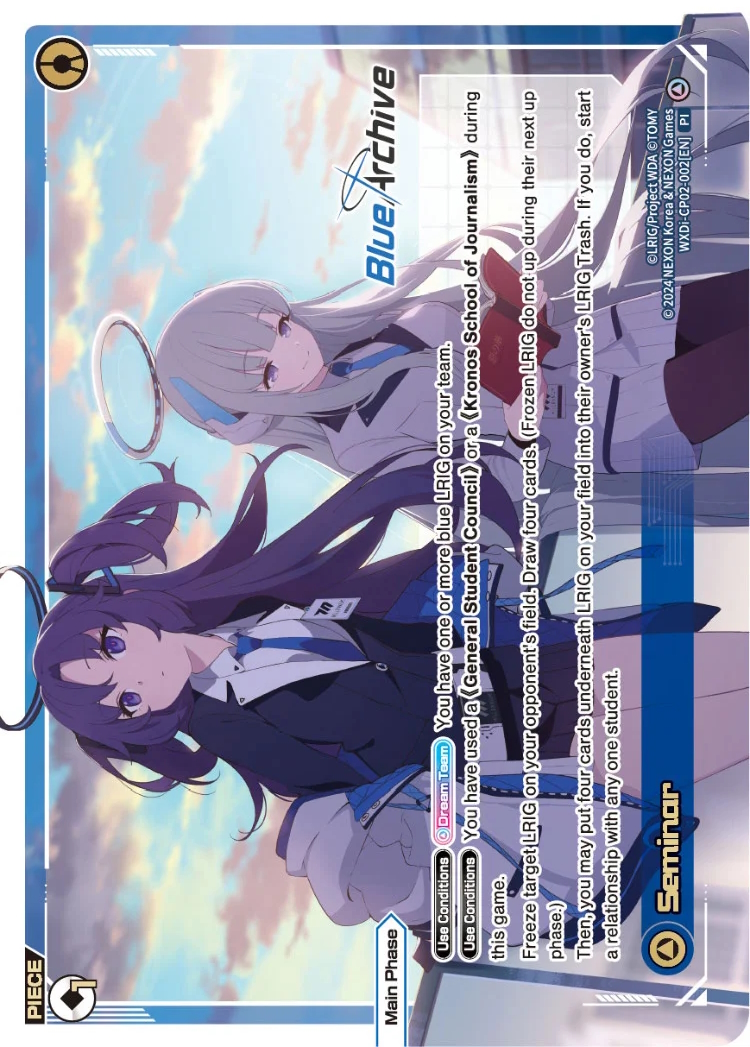 PIECE
1
Blue Archive
Main Phase
Use Conditions Dream Team You have one or more blue LRIG on your team.
Use Conditions You have used a 《General Student Council》 or a 《Kronos School of Journalism》 during
this game.
Freeze target LRIG on your opponent's field. Draw four cards. (Frozen LRIG do not up during their next up
phase.)
Then, you may put four cards underneath LRIG on your field into their owner's LRIG Trash. If you do, start
a relationship with any one student.
Seminar
©LRIG/Project WDA ©TOMY
©2024 NEXON Korea & NEXON Games
WXDi-CP02-002[EN] PI